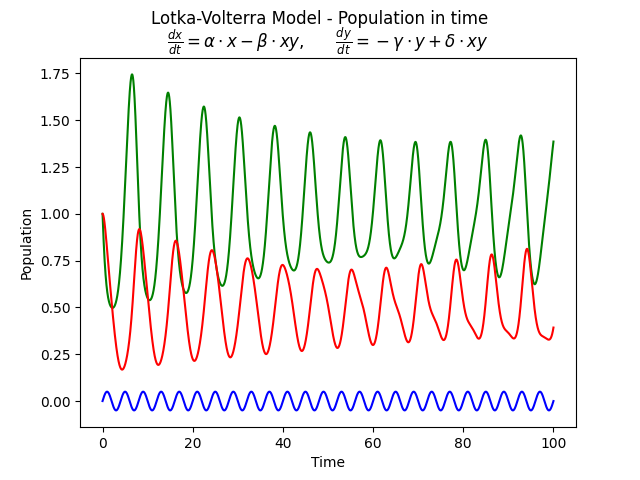 Lotka-Volterra Model - Population in time
dx/dt = α · x − β · xy,  dy/dt = −γ · y + δ · xy
Population
1.75
1.50
1.25
1.00
0.75
0.50
0.25
0.00
0 20 40 60 80 100
Time